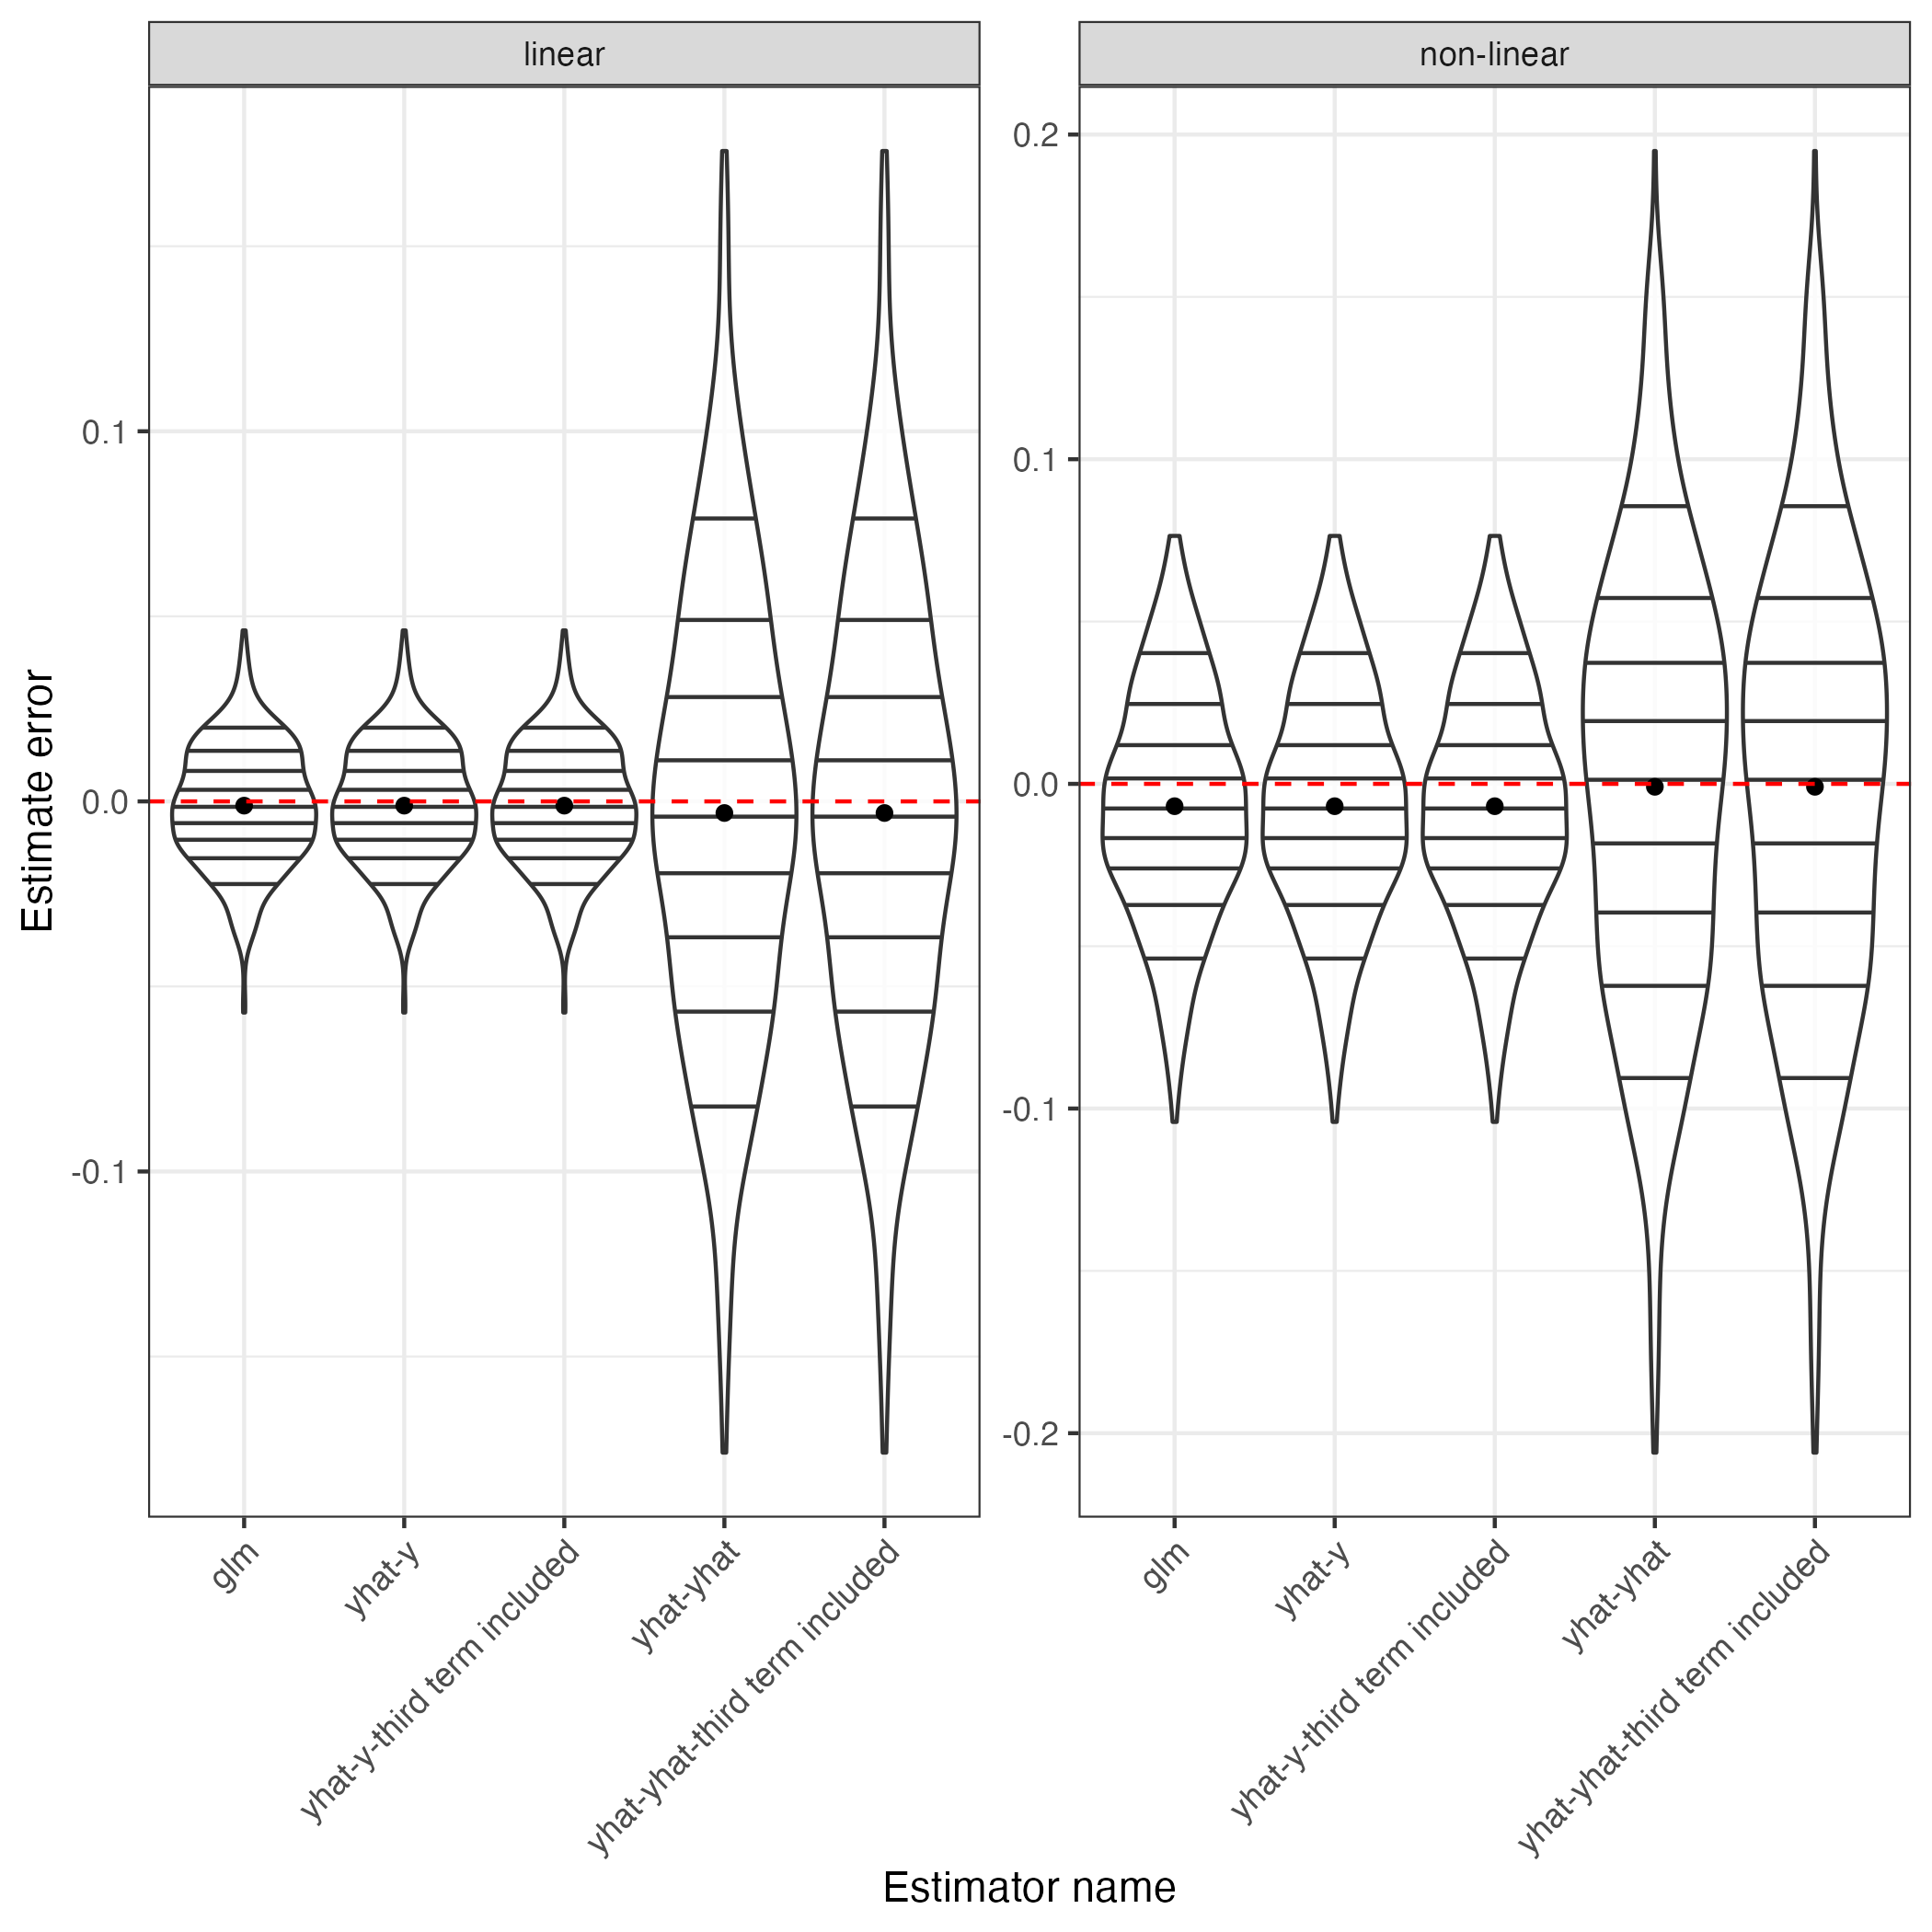 linear
non-linear
Estimate error
0.1
0.0
-0.1
0.2
0.1
0.0
-0.1
-0.2
glm
yhat-y
yhat-y-third term included
yhat-yhat
yhat-yhat-third term included
glm
yhat-y
yhat-y-third term included
yhat-yhat
yhat-yhat-third term included
Estimator name